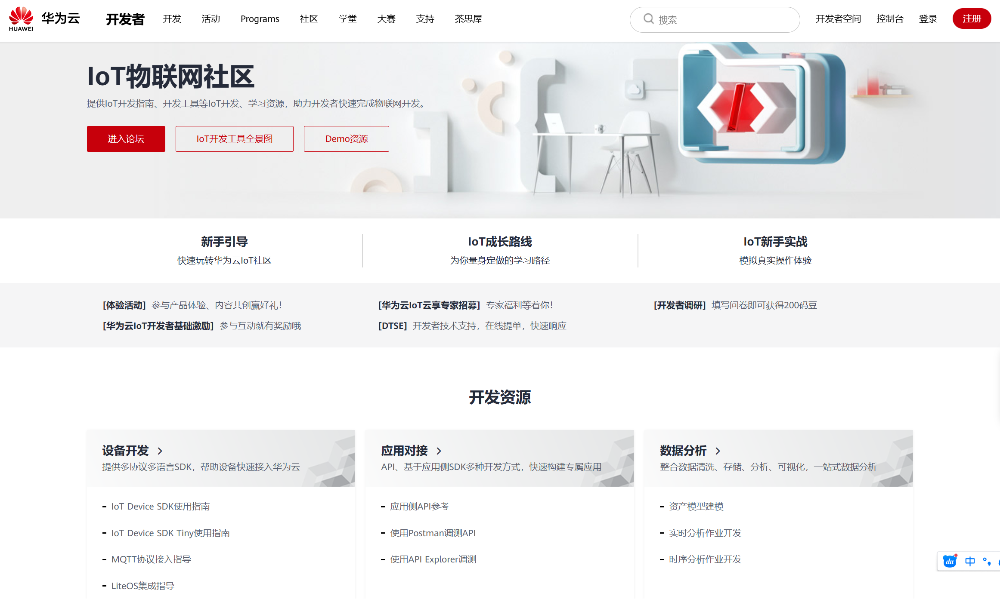 HUAWEI
华为云 开发者 开发 活动 Programs 社区 学堂 大赛 支持 茶思屋 搜索 开发者空间 控制台 登录 注册
IoT物联网社区
提供IoT开发指南、开发工具等IoT开发、学习资源，助力开发者快速完成物联网开发。
进入论坛 IoT开发工具全景图 Demo资源
新手引导
快速玩转华为云IoT社区
IoT成长路线
为你量身定做的学习路径
IoT新手实战
模拟真实操作体验
[体验活动] 参与产品体验、内容共创赢好礼！
[华为云IoT云享专家招募] 专家福利等着你！
[开发者调研] 填写问卷即可获得200码豆
[华为云IoT开发者基础激励] 参与互动就有奖励哦
[DTSE] 开发者技术支持，在线提单，快速响应
开发资源
设备开发
提供多协议多语言SDK，帮助设备快速接入华为云
- IoT Device SDK使用指南
- IoT Device SDK Tiny使用指南
- MQTT协议接入指导
- LiteOS集成指导
应用对接
API、基于应用侧SDK多种开发方式，快速构建专属应用
- 应用侧API参考
- 使用Postman调测API
- 使用API Explorer调测
数据分析
整合数据清洗、存储、分析、可视化，一站式数据分析
- 资产模型建模
- 实时分析作业开发
- 时序分析作业开发
du 中 °，